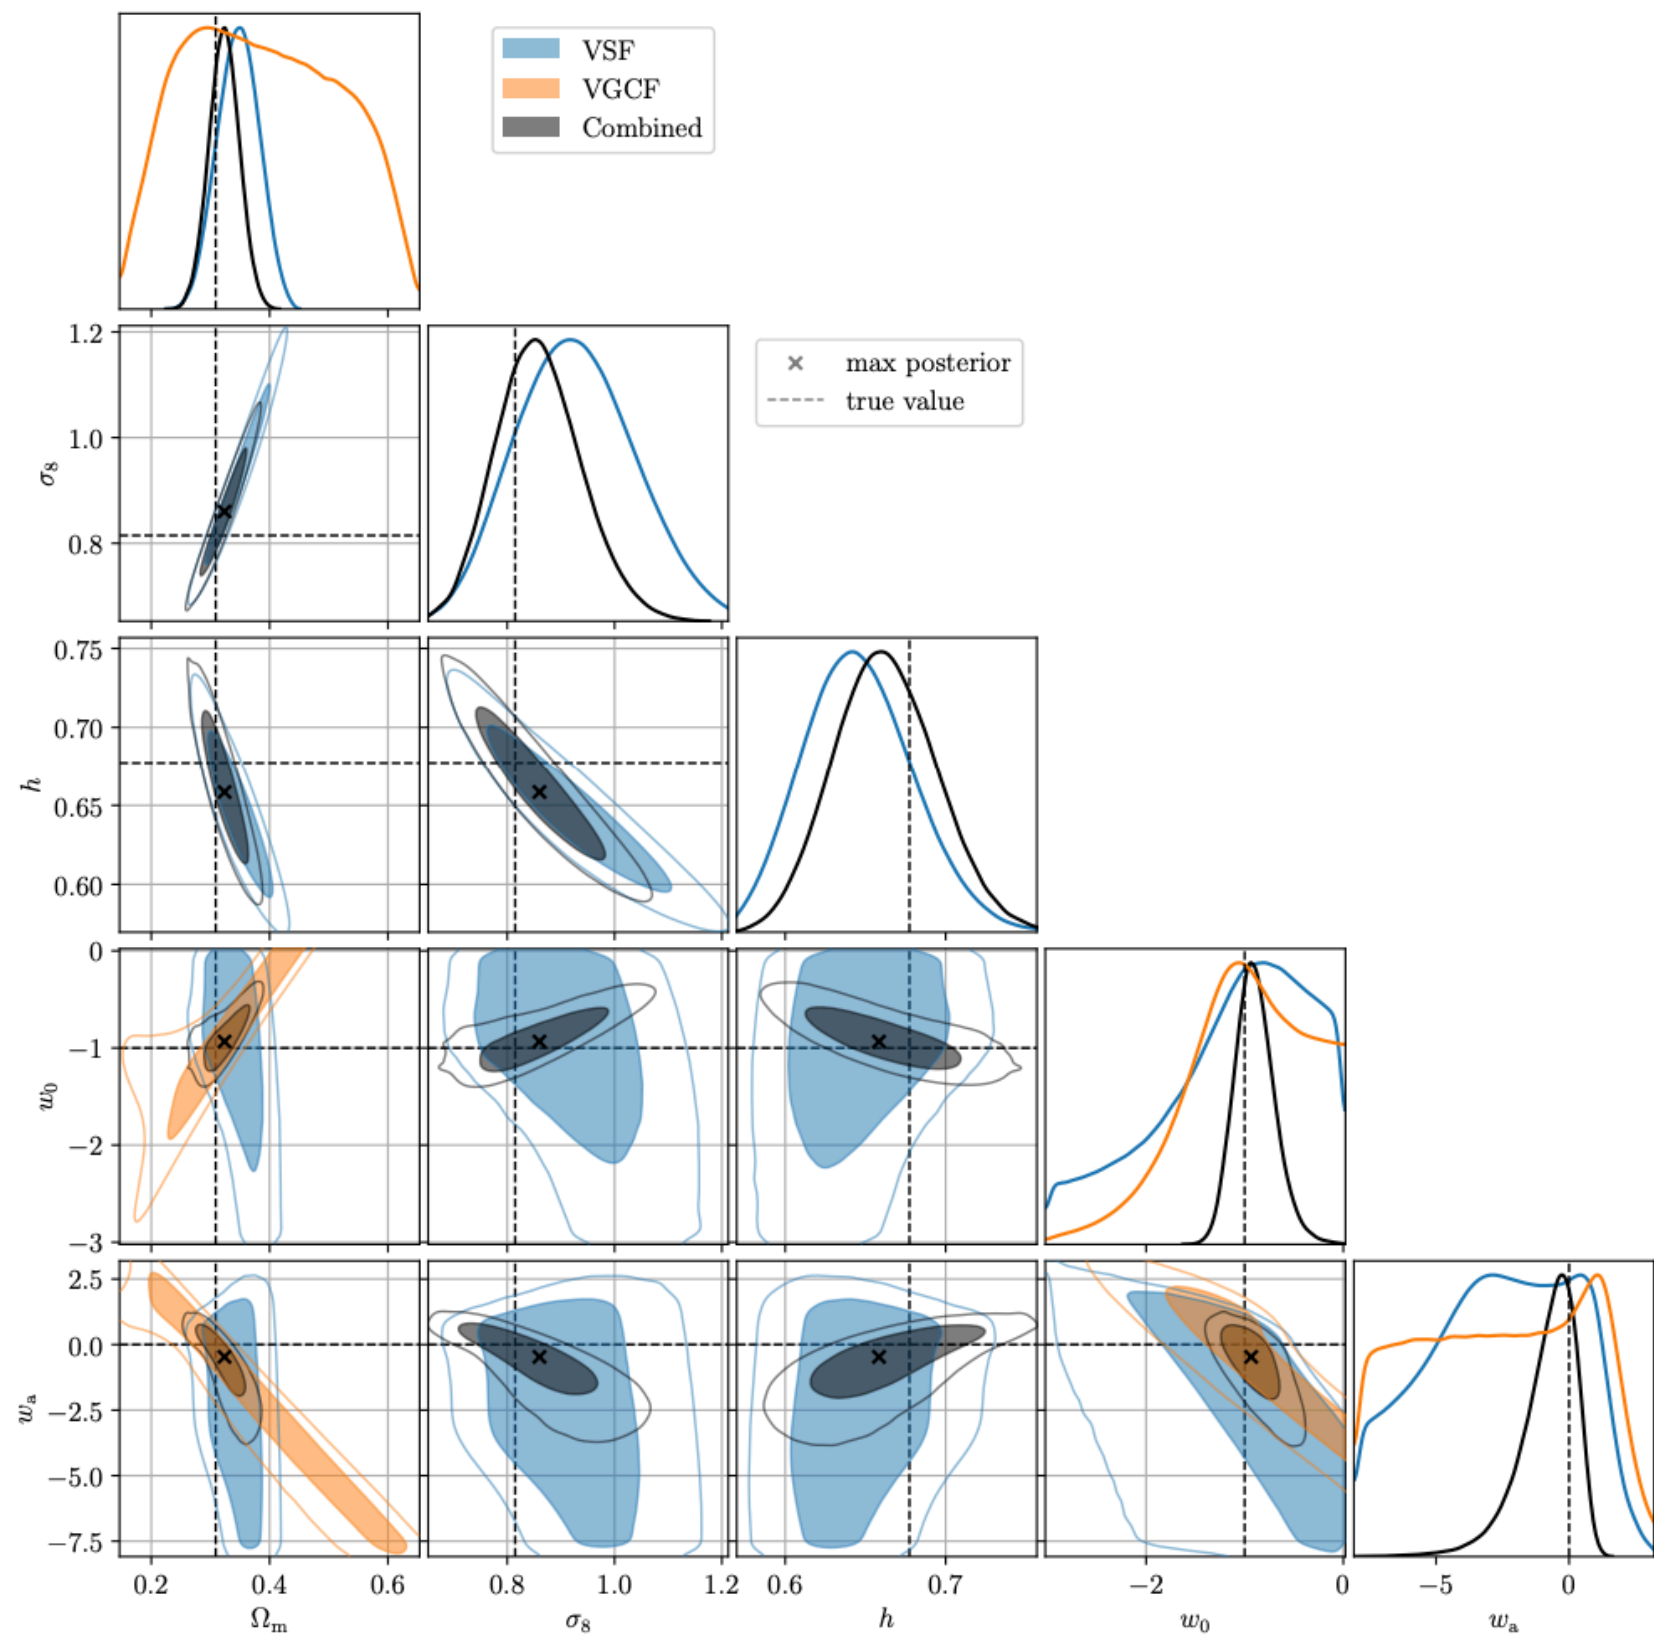 VSF
VGCF
Combined
1.2
1.0
0.8
σ8
max posterior
true value
0.75
0.70
0.65
0.60
h
0
−1
−2
−3
w0
2.5
0.0
−2.5
−5.0
−7.5
wa
0.2 0.4 0.6 0.8 1.0 1.2 0.6 0.7 −2 0 −5 0
Ωm σ8 h w0 wa